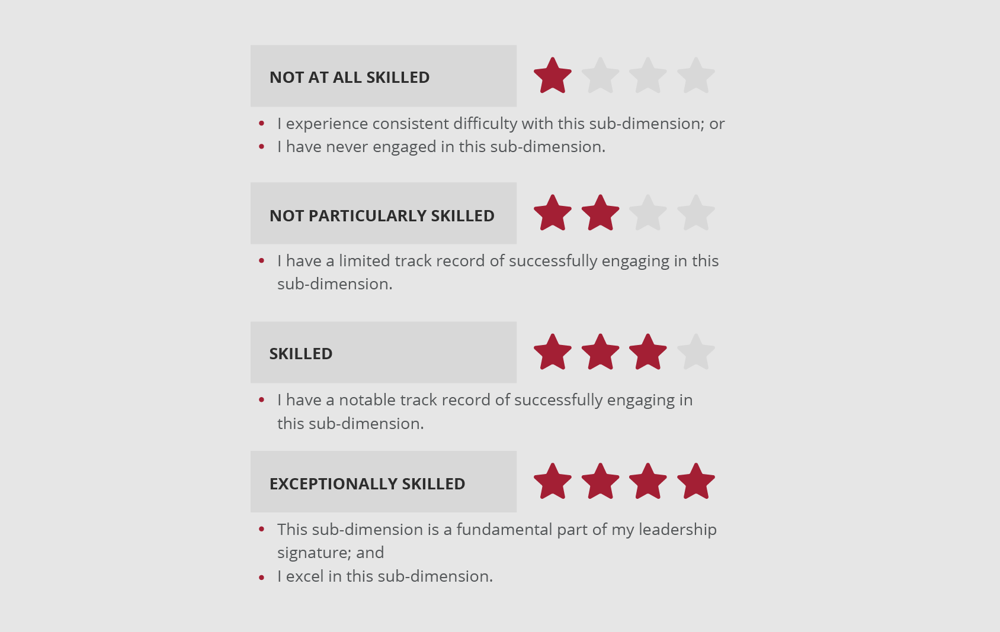 NOT AT ALL SKILLED
• I experience consistent difficulty with this sub-dimension; or
• I have never engaged in this sub-dimension.
NOT PARTICULARLY SKILLED
• I have a limited track record of successfully engaging in this
sub-dimension.
SKILLED
• I have a notable track record of successfully engaging in
this sub-dimension.
EXCEPTIONALLY SKILLED
• This sub-dimension is a fundamental part of my leadership
signature; and
• I excel in this sub-dimension.